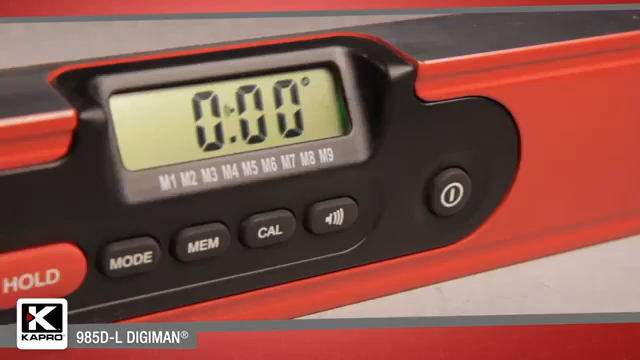 0:00°
M1 M2 M3 M4 M5 M6 M7 M8 M9
HOLD MODE MEM CAL
K
KAPRO® 985D-L DIGIMAN®